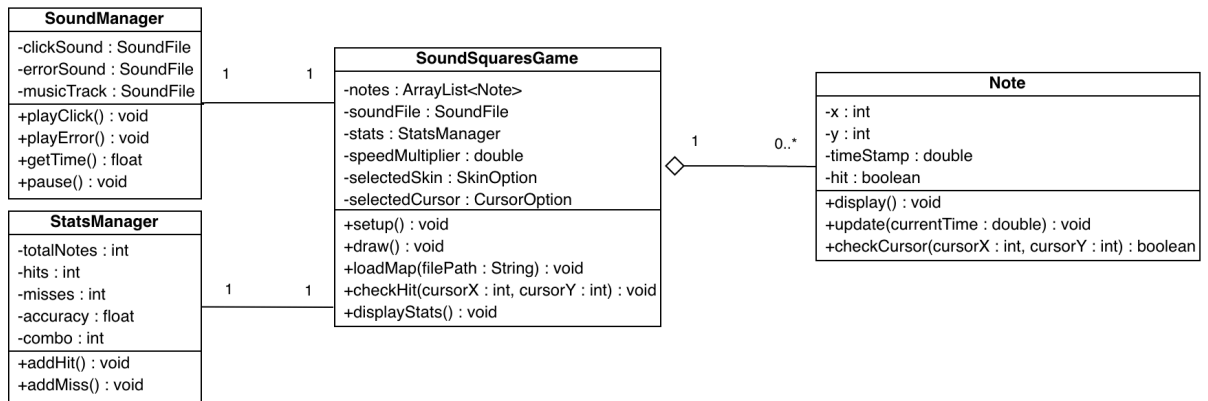 SoundManager
-clickSound : SoundFile
-errorSound : SoundFile
-musicTrack : SoundFile
+playClick() : void
+playError() : void
+getTime() : float
+pause() : void
1
1
StatsManager
-totalNotes : int
-hits : int
-misses : int
-accuracy : float
-combo : int
+addHit() : void
+addMiss() : void
1
1
SoundSquaresGame
-notes : ArrayList<Note>
-soundFile : SoundFile
-stats : StatsManager
-speedMultiplier : double
-selectedSkin : SkinOption
-selectedCursor : CursorOption
+setup() : void
+draw() : void
+loadMap(filePath : String) : void
+checkHit(cursorX : int, cursorY : int) : void
+displayStats() : void
1
0..*
Note
-x : int
-y : int
-timeStamp : double
-hit : boolean
+display() : void
+update(currentTime : double) : void
+checkCursor(cursorX : int, cursorY : int) : boolean